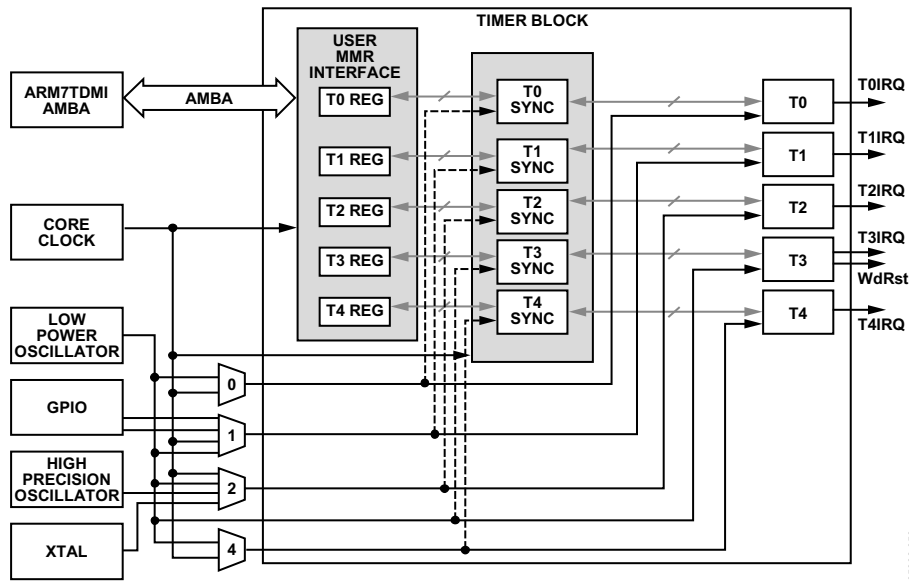 TIMER BLOCK
USER
MMR
INTERFACE
ARM7TDMI
AMBA
AMBA
T0 REG
T0
SYNC
T0
T0IRQ
T1 REG
T1
SYNC
T1
T1IRQ
CORE
CLOCK
T2 REG
T2
SYNC
T2
T2IRQ
T3 REG
T3
SYNC
T3
T3IRQ
WdRst
LOW
POWER
OSCILLATOR
T4 REG
T4
SYNC
T4
T4IRQ
0
GPIO
1
HIGH
PRECISION
OSCILLATOR
2
XTAL
4